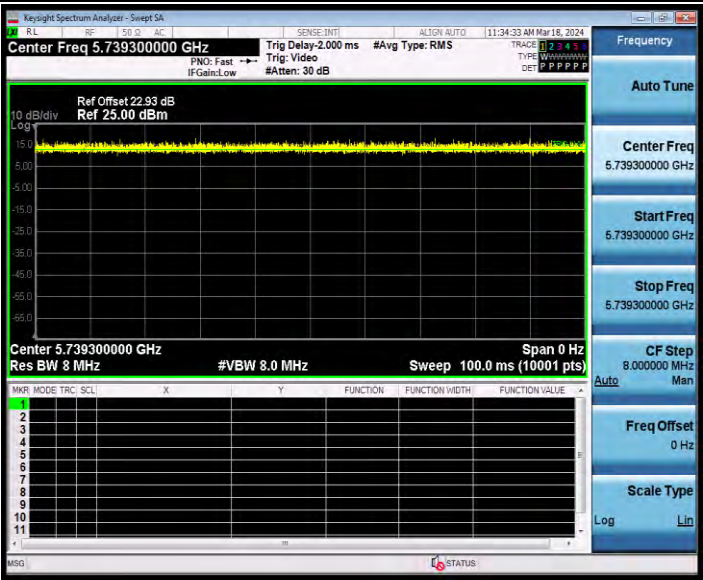 Keysight Spectrum Analyzer - Swept SA
RL RF 50 Ω AC SENSE:INT ALIGN AUTO 11:34:33 AM Mar 18, 2024
Center Freq 5.739300000 GHz
Trig Delay-2.000 ms #Avg Type: RMS
TRACE 1 2 3 4 5 6
PNO: Fast Trig: Video
TYPE WWWWWW
IFGain:Low #Atten: 30 dB
DET P P P P P P
Ref Offset 22.93 dB
10 dB/div Ref 25.00 dBm
Log
15.0
5.00
-5.00
-15.0
-25.0
-35.0
-45.0
-55.0
-65.0
Center 5.739300000 GHz Span 0 Hz
Res BW 8 MHz #VBW 8.0 MHz Sweep 100.0 ms (10001 pts)
MKR MODE TRC SCL X Y FUNCTION FUNCTION WIDTH FUNCTION VALUE
1
2
3
4
5
6
7
8
9
10
11
MSG STATUS
Frequency
Auto Tune
Center Freq
5.739300000 GHz
Start Freq
5.739300000 GHz
Stop Freq
5.739300000 GHz
CF Step
8.000000 MHz
Auto Man
Freq Offset
0 Hz
Scale Type
Log Lin